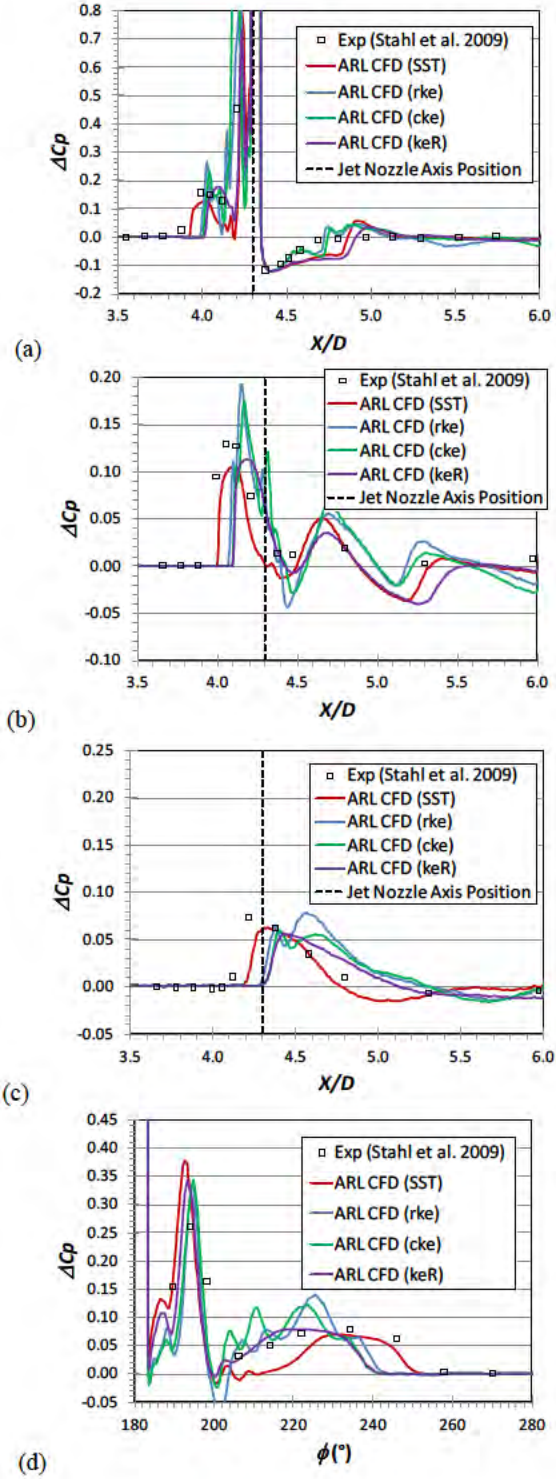 0.8
0.7
0.6
0.5
0.4
0.3
0.2
0.1
0.0
-0.1
-0.2
ΔCp
Exp (Stahl et al. 2009)
ARL CFD (SST)
ARL CFD (rke)
ARL CFD (cke)
ARL CFD (keR)
Jet Nozzle Axis Position
3.5 4.0 4.5 5.0 5.5 6.0
X/D
(a)
0.20
0.15
0.10
0.05
0.00
-0.05
-0.10
ΔCp
Exp (Stahl et al. 2009)
ARL CFD (SST)
ARL CFD (rke)
ARL CFD (cke)
ARL CFD (keR)
Jet Nozzle Axis Position
3.5 4.0 4.5 5.0 5.5 6.0
X/D
(b)
0.25
0.20
0.15
0.10
0.05
0.00
-0.05
ΔCp
Exp (Stahl et al. 2009)
ARL CFD (SST)
ARL CFD (rke)
ARL CFD (cke)
ARL CFD (keR)
Jet Nozzle Axis Position
3.5 4.0 4.5 5.0 5.5 6.0
X/D
(c)
0.45
0.40
0.35
0.30
0.25
0.20
0.15
0.10
0.05
0.00
-0.05
ΔCp
Exp (Stahl et al. 2009)
ARL CFD (SST)
ARL CFD (rke)
ARL CFD (cke)
ARL CFD (keR)
180 200 220 240 260 280
ϕ(°)
(d)